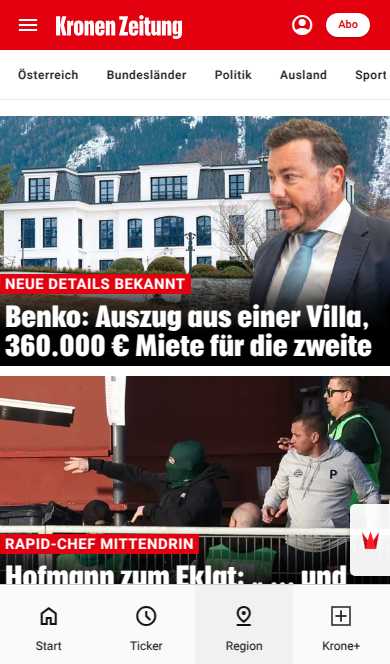 Kronen Zeitung
Abo
Österreich Bundesländer Politik Ausland Sport
NEUE DETAILS BEKANNT
Benko: Auszug aus einer Villa,
360.000 € Miete für die zweite
P
RAPID-CHEF MITTENDRIN
Hofmann zum Eklat: und
Start Ticker Region Krone+